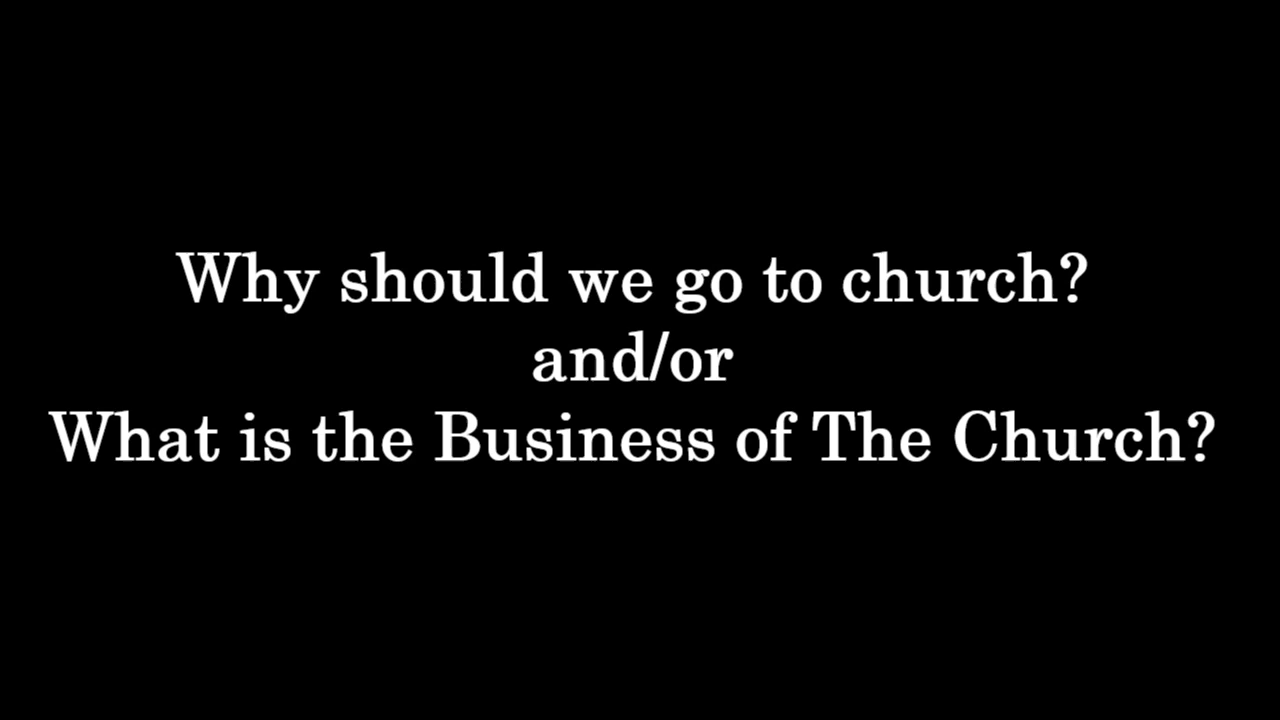 Why should we go to church?
and/or
What is the Business of The Church?